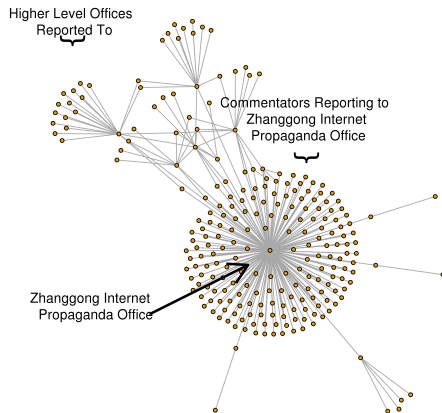 Higher Level Offices
Reported To
Commentators Reporting to
Zhanggong Internet
Propaganda Office
Zhanggong Internet
Propaganda Office